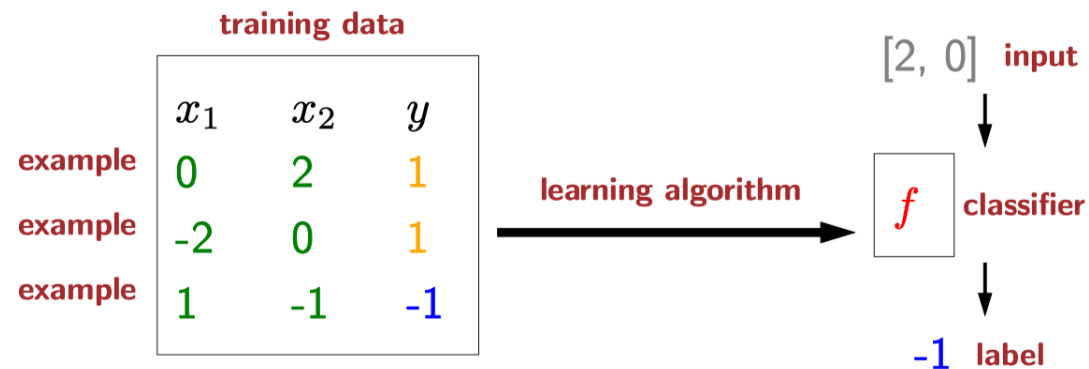 training data
x₁ x₂ y
example 0 2 1
example -2 0 1
example 1 -1 -1
learning algorithm
[2, 0] input
f classifier
-1 label